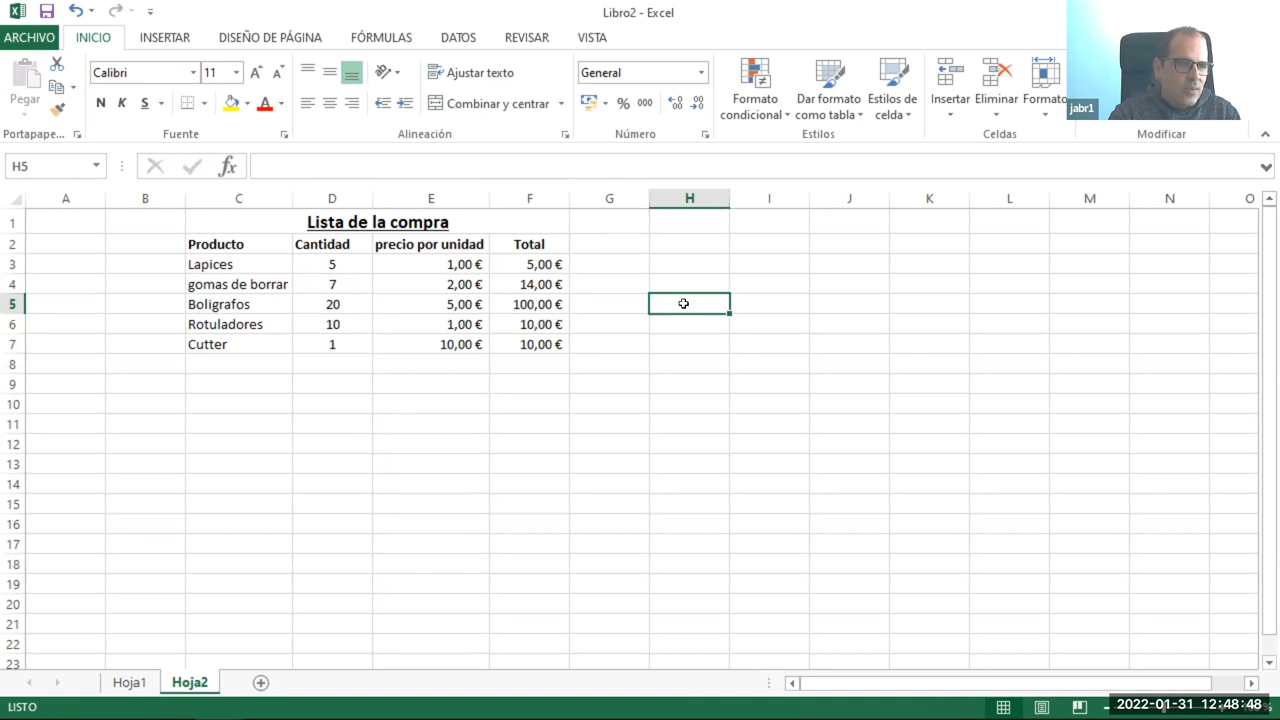 Libro2 - Excel
ARCHIVO INICIO INSERTAR DISEÑO DE PÁGINA FÓRMULAS DATOS REVISAR VISTA
Pegar
Calibri 11
N K S
Ajustar texto
Combinar y centrar
General
% 000
Formato condicional
Dar formato como tabla
Estilos de celda
Insertar Eliminar Formato
jabr1
Portapape... Fuente Alineación Número Estilos Celdas Modificar
H5 fx
A B C D E F G H I J K L M N O
1 Lista de la compra
2 Producto Cantidad precio por unidad Total
3 Lapices 5 1,00 € 5,00 €
4 gomas de borrar 7 2,00 € 14,00 €
5 Boligrafos 20 5,00 € 100,00 €
6 Rotuladores 10 1,00 € 10,00 €
7 Cutter 1 10,00 € 10,00 €
8
9
10
11
12
13
14
15
16
17
18
19
20
21
22
23
Hoja1 Hoja2
LISTO
2022-01-31 12:48:48